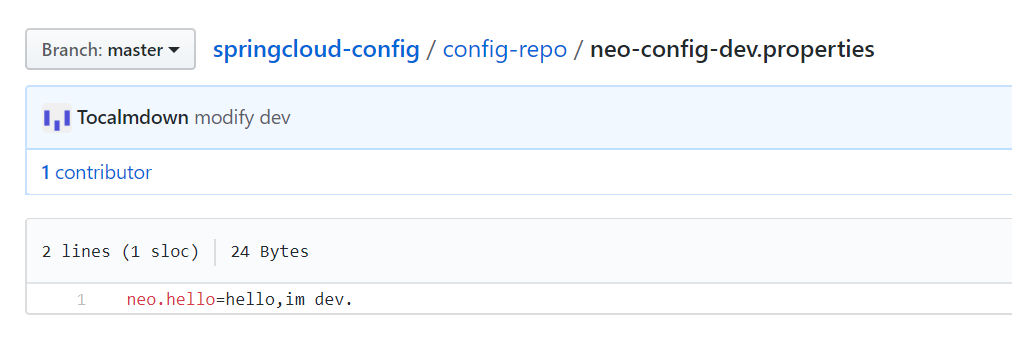 Branch: master springcloud-config / config-repo / neo-config-dev.properties
Tocalmdown modify dev
1 contributor
2 lines (1 sloc) 24 Bytes
1 neo.hello=hello,im dev.